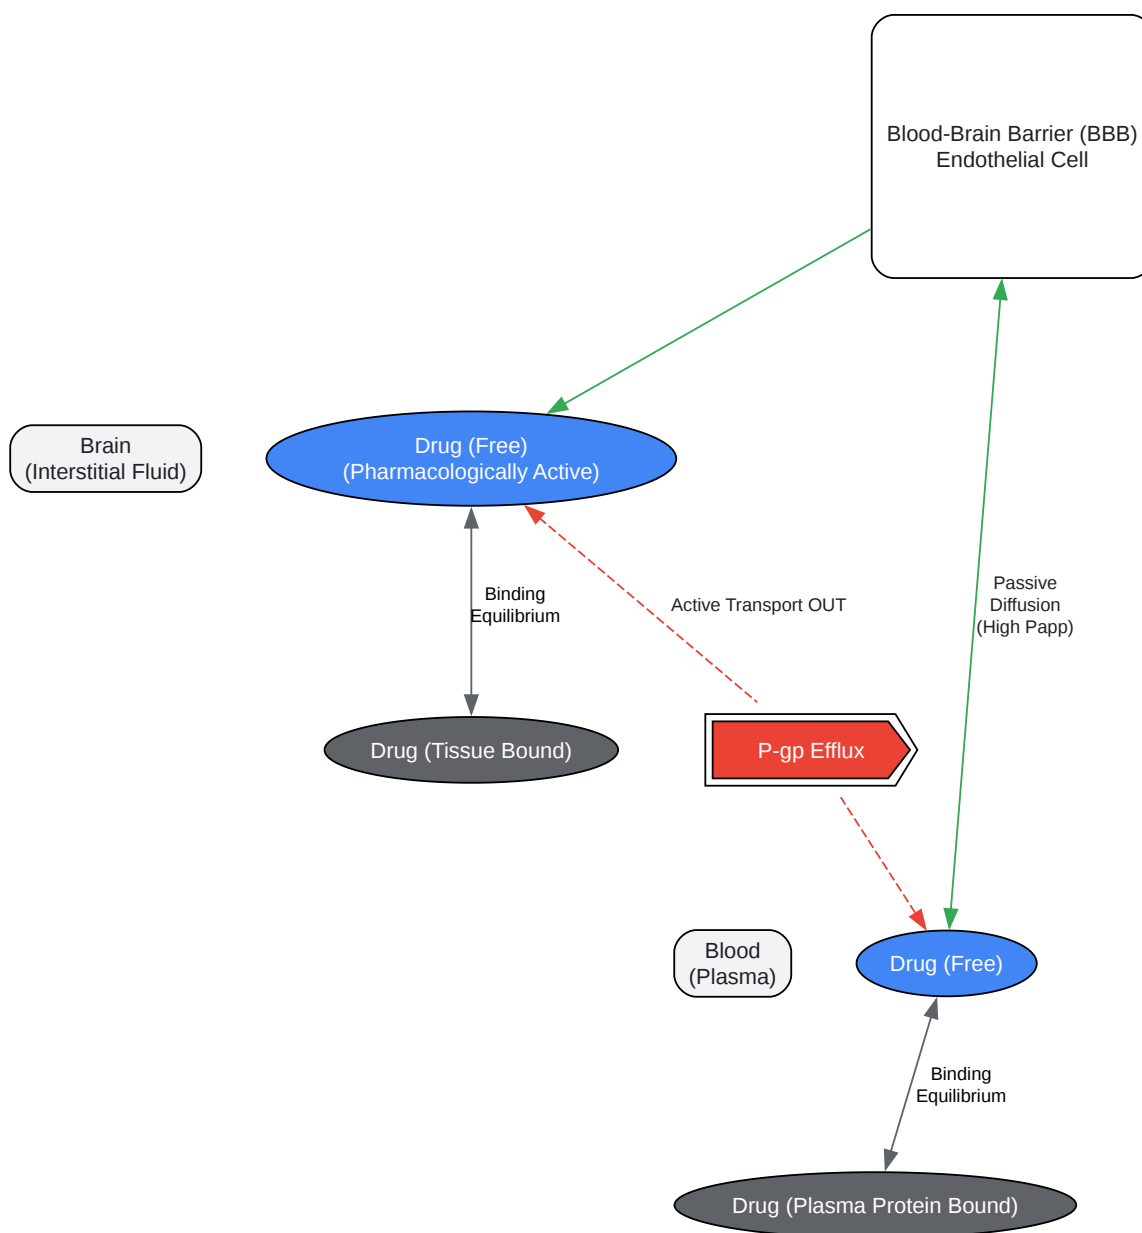 Blood-Brain Barrier (BBB)
Endothelial Cell
Brain
(Interstitial Fluid)
Drug (Free)
(Pharmacologically Active)
Binding
Equilibrium
Active Transport OUT
Passive
Diffusion
(High Papp)
Drug (Tissue Bound)
P-gp Efflux
Blood
(Plasma)
Drug (Free)
Binding
Equilibrium
Drug (Plasma Protein Bound)